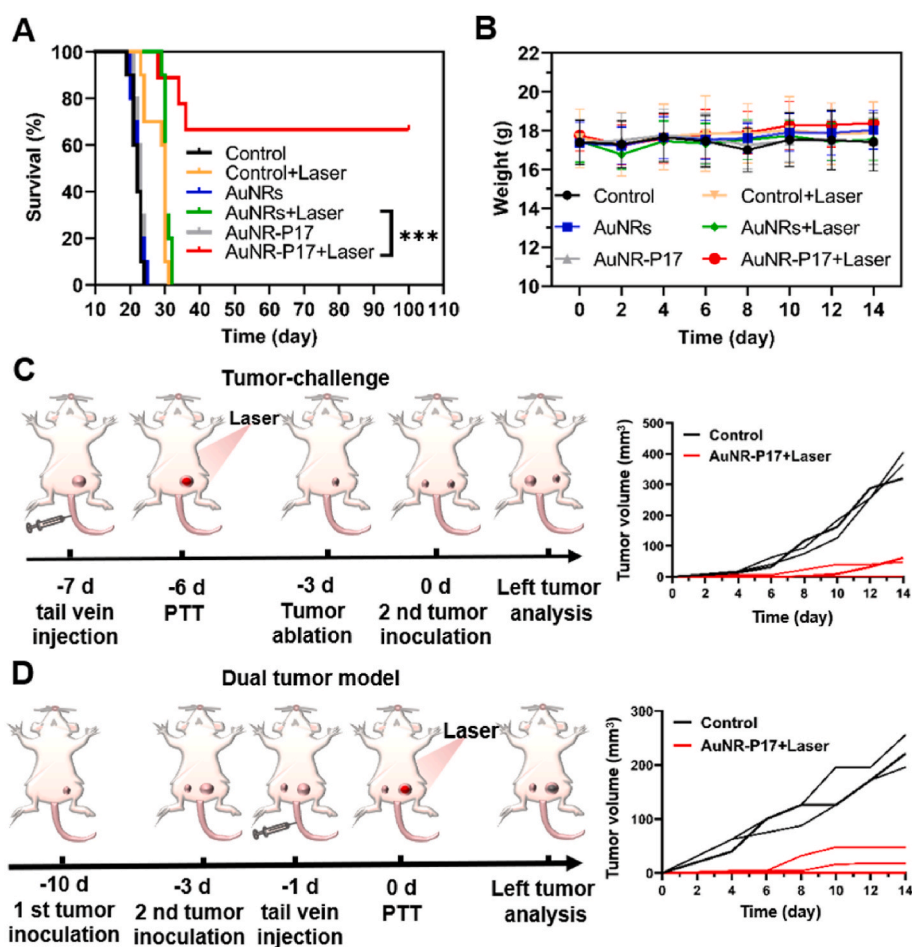 A
Survival (%)
100
80
60
40
20
0
10 20 30 40 50 60 70 80 90 100 110
Time (day)
Control
Control+Laser
AuNRs
AuNRs+Laser
AuNR-P17
AuNR-P17+Laser
***
B
Weight (g)
22
20
18
16
14
12
10
0 2 4 6 8 10 12 14
Time (day)
Control
Control+Laser
AuNRs
AuNRs+Laser
AuNR-P17
AuNR-P17+Laser
C
Tumor-challenge
Laser
-7 d
tail vein
injection
-6 d
PTT
-3 d
Tumor
ablation
0 d
2 nd tumor
inoculation
Left tumor
analysis
Tumor volume (mm³)
500
400
300
200
100
0
0 2 4 6 8 10 12 14
Time (day)
Control
AuNR-P17+Laser
D
Dual tumor model
Laser
-10 d
1 st tumor
inoculation
-3 d
2 nd tumor
inoculation
-1 d
tail vein
injection
0 d
PTT
Left tumor
analysis
Tumor volume (mm³)
300
200
100
0
0 2 4 6 8 10 12 14
Time (day)
Control
AuNR-P17+Laser